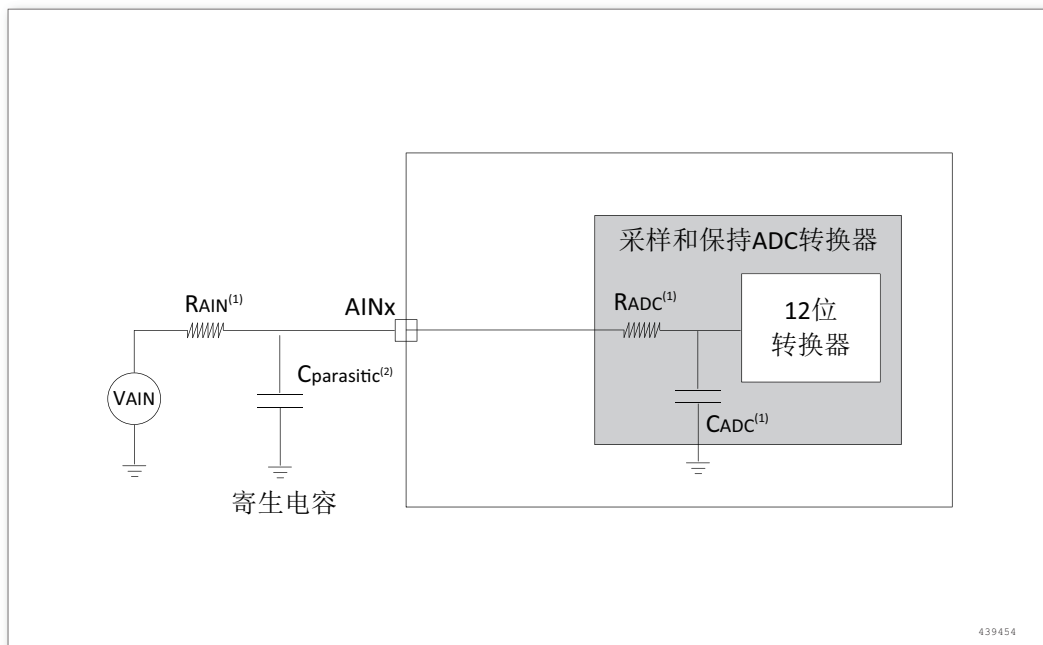 采样和保持ADC转换器
RAIN(1)
AINx
RADC(1)
12位
转换器
VAIN
Cparasitic(2)
CADC(1)
寄生电容
439454